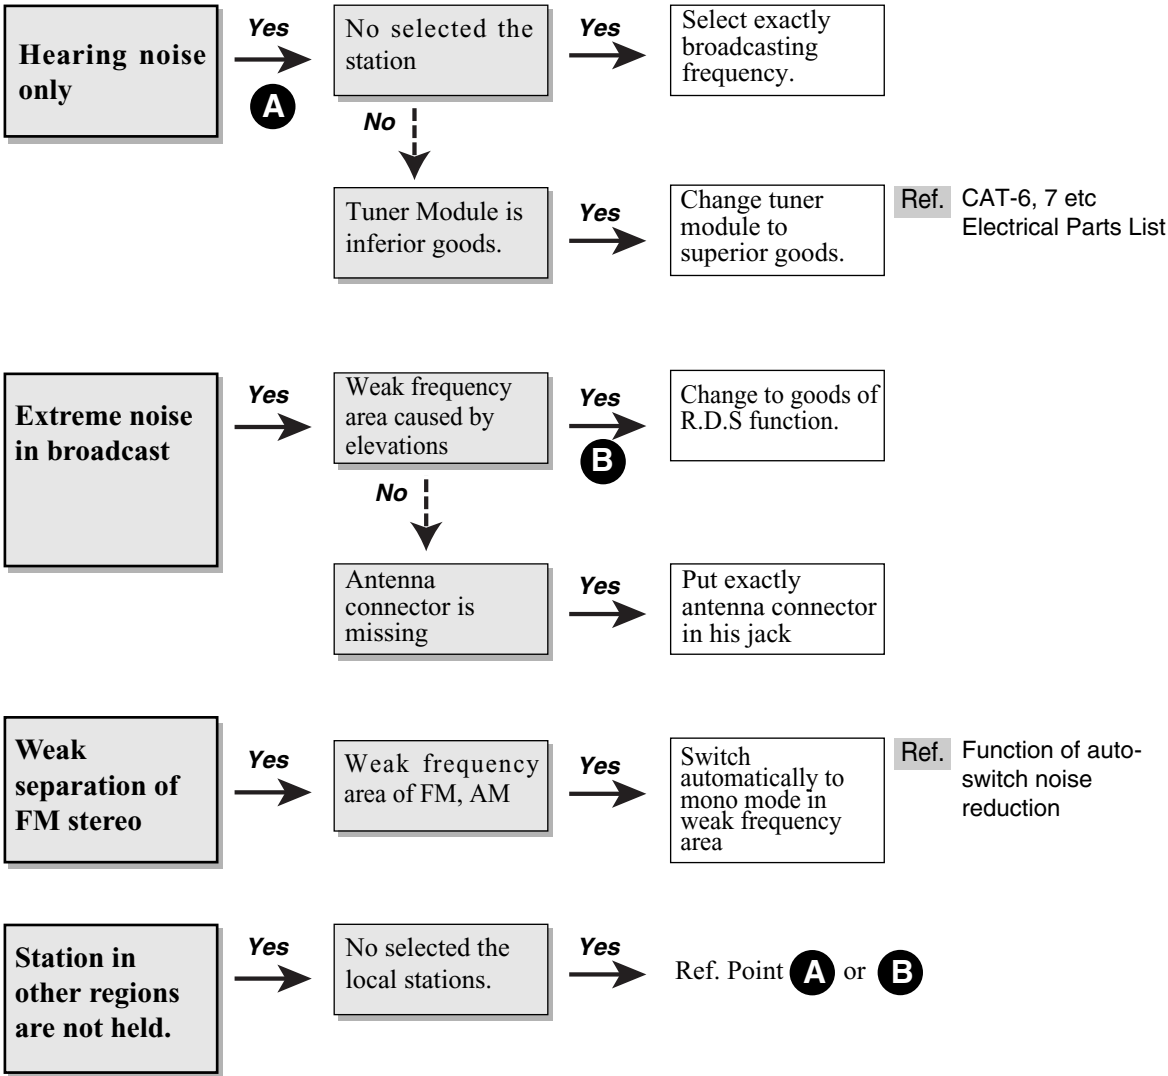 Hearing noise
only
Yes
A
No selected the
station
Yes
Select exactly
broadcasting
frequency.
No
Tuner Module is
inferior goods.
Yes
Change tuner
module to
superior goods.
Ref.
CAT-6, 7 etc
Electrical Parts List
Extreme noise
in broadcast
Yes
Weak frequency
area caused by
elevations
Yes
B
Change to goods of
R.D.S function.
No
Antenna
connector is
missing
Yes
Put exactly
antenna connector
in his jack
Weak
separation of
FM stereo
Yes
Weak frequency
area of FM, AM
Yes
Switch
automatically to
mono mode in
weak frequency
area
Ref.
Function of auto-
switch noise
reduction
Station in
other regions
are not held.
Yes
No selected the
local stations.
Yes
Ref. Point A or B